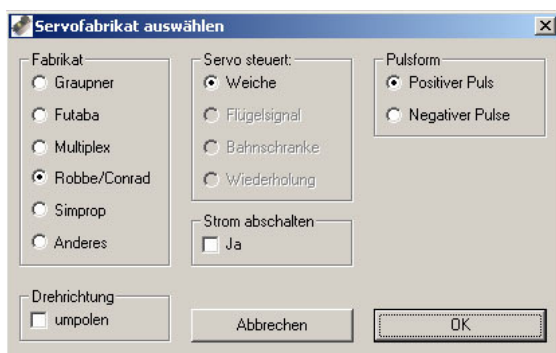 Servofabrikat auswählen
Fabrikat
Graupner
Futaba
Multiplex
Robbe/Conrad
Simprop
Anderes
Drehrichtung
umpolen
Servo steuert:
Weiche
Flügelsignal
Bahnschranke
Wiederholung
Strom abschalten
Ja
Pulsform
Positiver Puls
Negativer Pulse
Abbrechen
OK